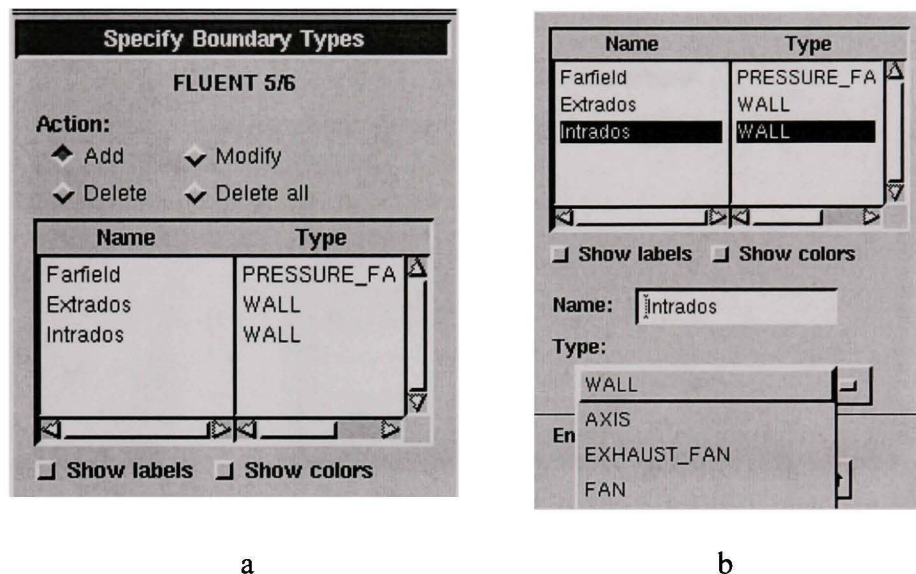 Specify Boundary Types
FLUENT 5/6
Action:
Add Modify
Delete Delete all
Name Type
Farfield PRESSURE_FA
Extrados WALL
Intrados WALL
Show labels Show colors
a
Name Type
Farfield PRESSURE_FA
Extrados WALL
Intrados WALL
Show labels Show colors
Name: Intrados
Type:
WALL
AXIS
En
EXHAUST_FAN
FAN
b